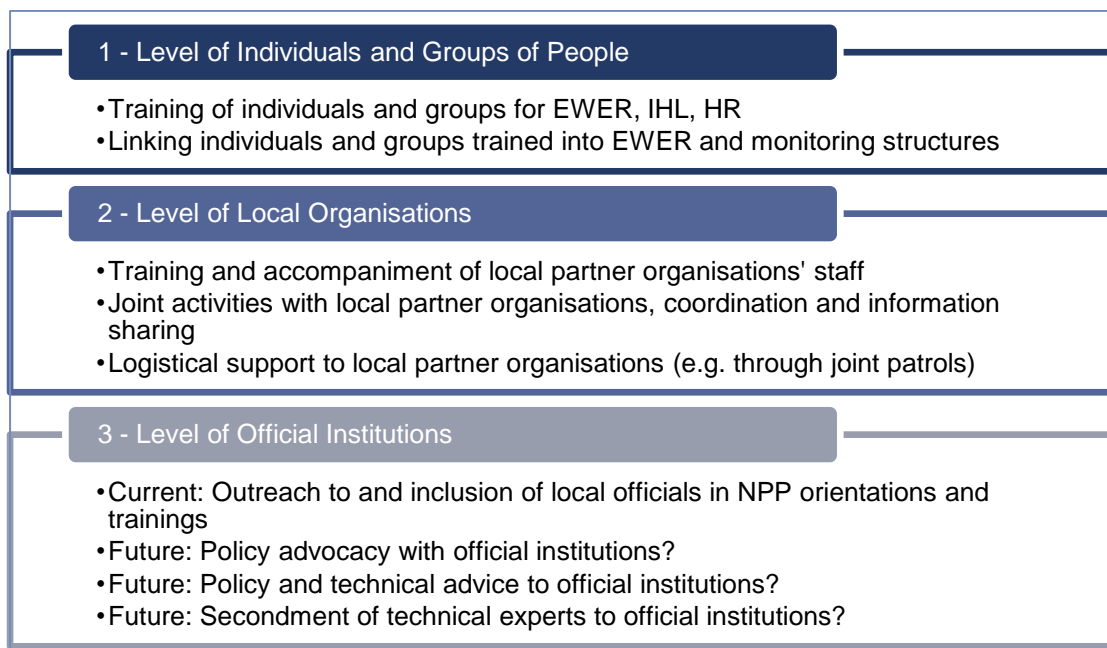 1 - Level of Individuals and Groups of People
•Training of individuals and groups for EWER, IHL, HR
•Linking individuals and groups trained into EWER and monitoring structures
2 - Level of Local Organisations
•Training and accompaniment of local partner organisations' staff
•Joint activities with local partner organisations, coordination and information
sharing
•Logistical support to local partner organisations (e.g. through joint patrols)
3 - Level of Official Institutions
•Current: Outreach to and inclusion of local officials in NPP orientations and
trainings
•Future: Policy advocacy with official institutions?
•Future: Policy and technical advice to official institutions?
•Future: Secondment of technical experts to official institutions?